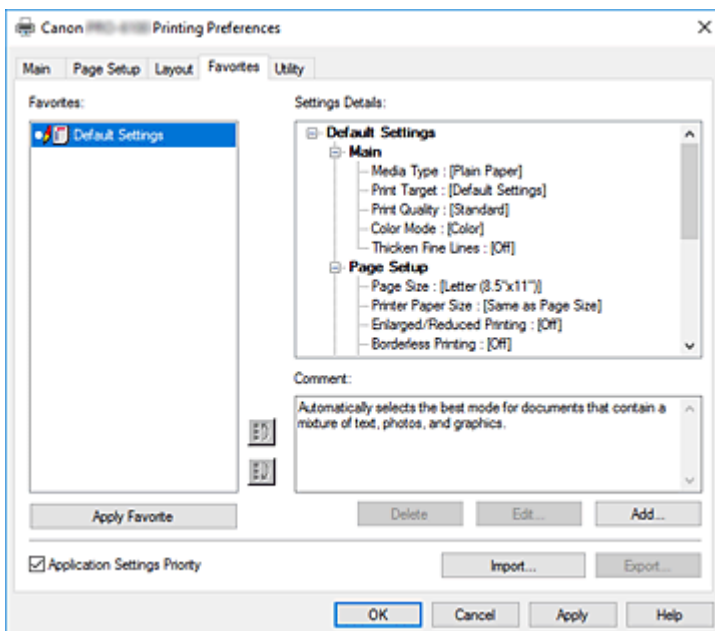 Canon Printing Preferences
Main Page Setup Layout Favorites Utility
Favorites:
Default Settings
Settings Details:
Default Settings
Main
Media Type : [Plain Paper]
Print Target : [Default Settings]
Print Quality : [Standard]
Color Mode : [Color]
Thicken Fine Lines : [Off]
Page Setup
Page Size : [Letter (8.5"x11")]
Printer Paper Size : [Same as Page Size]
Enlarged/Reduced Printing : [Off]
Borderless Printing : [Off]
Comment:
Automatically selects the best mode for documents that contain a
mixture of text, photos, and graphics.
Apply Favorite
Delete Edit... Add...
Application Settings Priority
Import... Export...
OK Cancel Apply Help